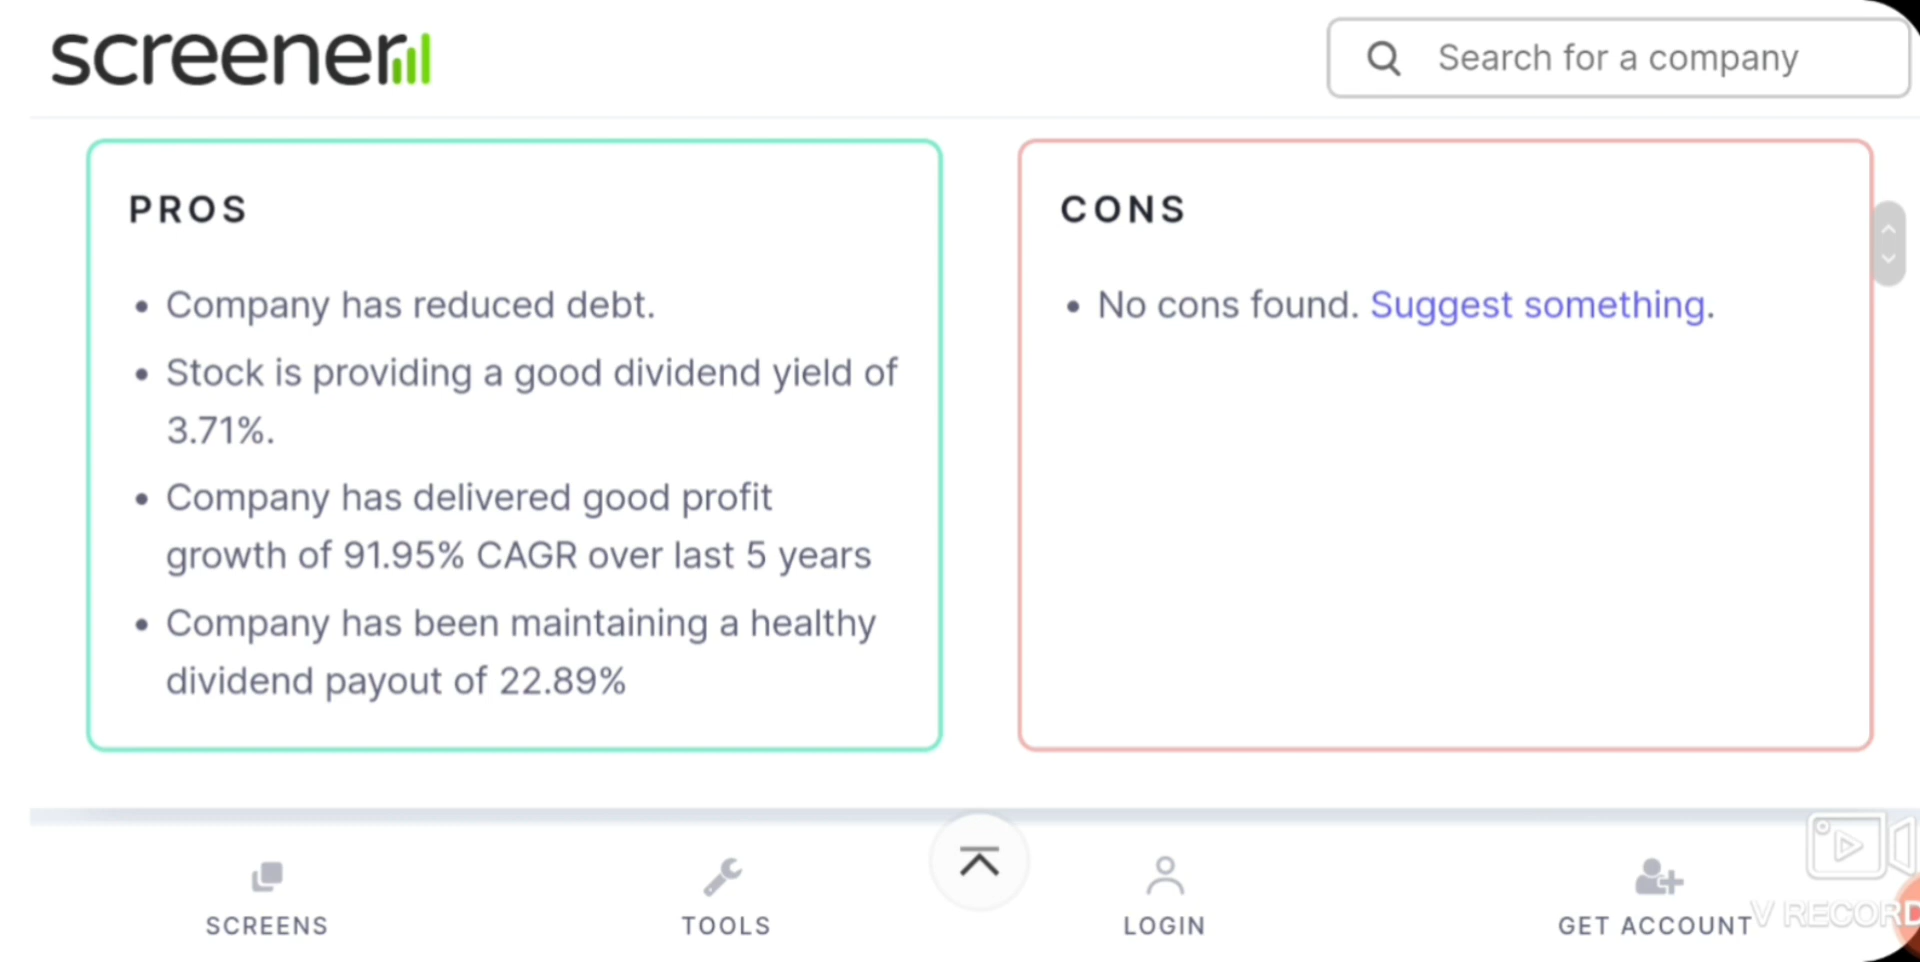 screener
Search for a company
PROS
Company has reduced debt.
Stock is providing a good dividend yield of
3.71%.
Company has delivered good profit
growth of 91.95% CAGR over last 5 years
Company has been maintaining a healthy
dividend payout of 22.89%
CONS
No cons found. Suggest something.
SCREENS
TOOLS
LOGIN
GET ACCOUNT
V RECORD